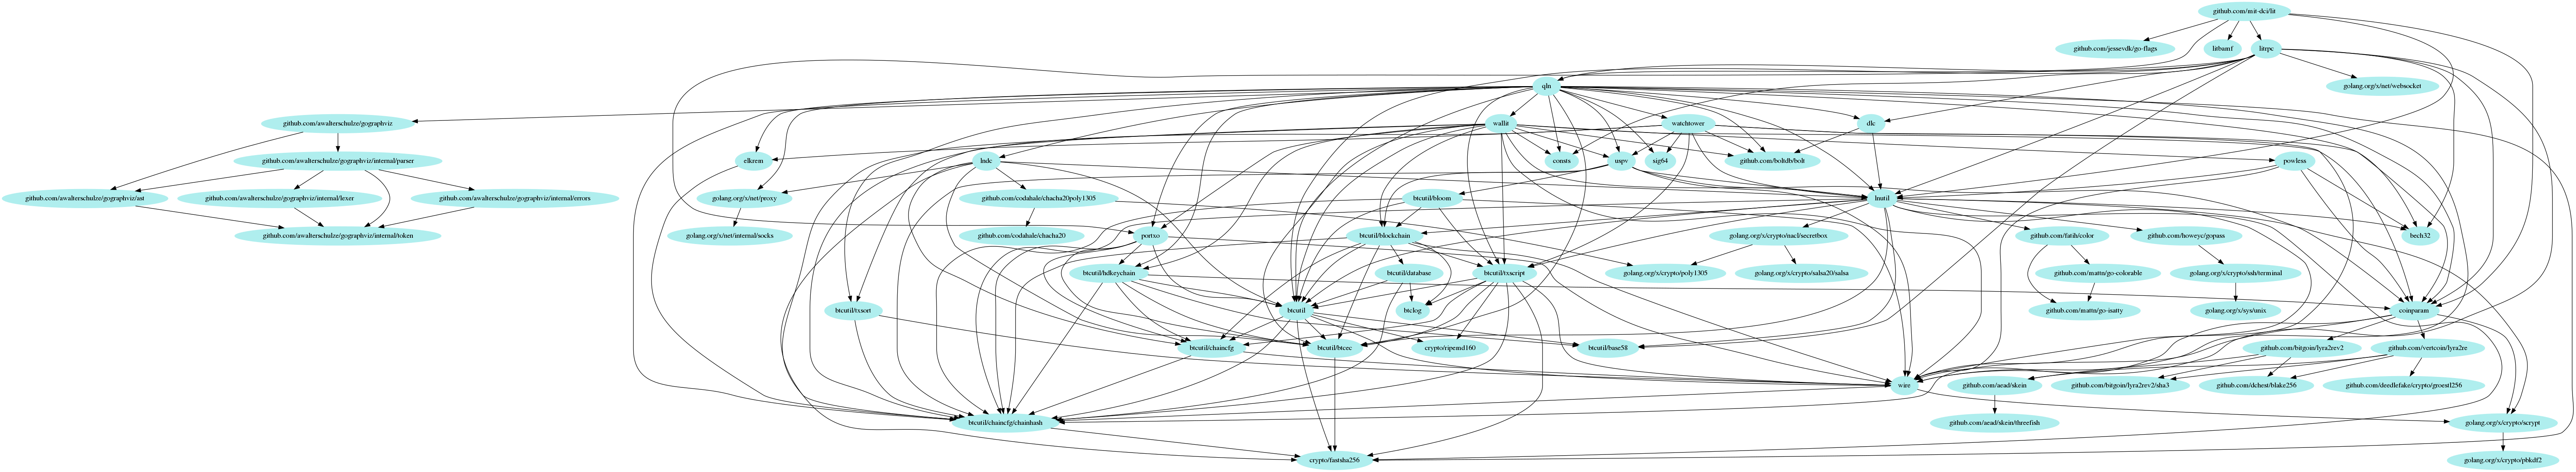 github.com/mit-dci/lit
github.com/jessevdk/go-flags
litbamf
litrpc
qln
golang.org/x/net/websocket
github.com/awalterschulze/gographviz
wallit
watchtower
dlc
github.com/awalterschulze/gographviz/internal/parser
elkrem
lndc
consts
uspv
sig64
github.com/boltdb/bolt
powless
github.com/awalterschulze/gographviz/ast
github.com/awalterschulze/gographviz/internal/lexer
github.com/awalterschulze/gographviz/internal/errors
golang.org/x/net/proxy
github.com/codahale/chacha20poly1305
btcutil/bloom
lnutil
github.com/awalterschulze/gographviz/internal/token
golang.org/x/net/internal/socks
github.com/codahale/chacha20
portxo
btcutil/blockchain
golang.org/x/crypto/nacl/secretbox
github.com/fatih/color
github.com/howeyc/gopass
bech32
btcutil/hdkeychain
btcutil/database
btcutil/txscript
golang.org/x/crypto/poly1305
golang.org/x/crypto/salsa20/salsa
github.com/mattn/go-colorable
golang.org/x/crypto/ssh/terminal
btcutil/txsort
btcutil
btclog
github.com/mattn/go-isatty
golang.org/x/sys/unix
coinparam
btcutil/chaincfg
btcutil/btcec
crypto/ripemd160
btcutil/base58
github.com/bitgoin/lyra2rev2
github.com/vertcoin/lyra2re
wire
github.com/aead/skein
github.com/bitgoin/lyra2rev2/sha3
github.com/dchest/blake256
github.com/deedlefake/crypto/groestl256
btcutil/chaincfg/chainhash
github.com/aead/skein/threefish
golang.org/x/crypto/scrypt
crypto/fastsha256
golang.org/x/crypto/pbkdf2